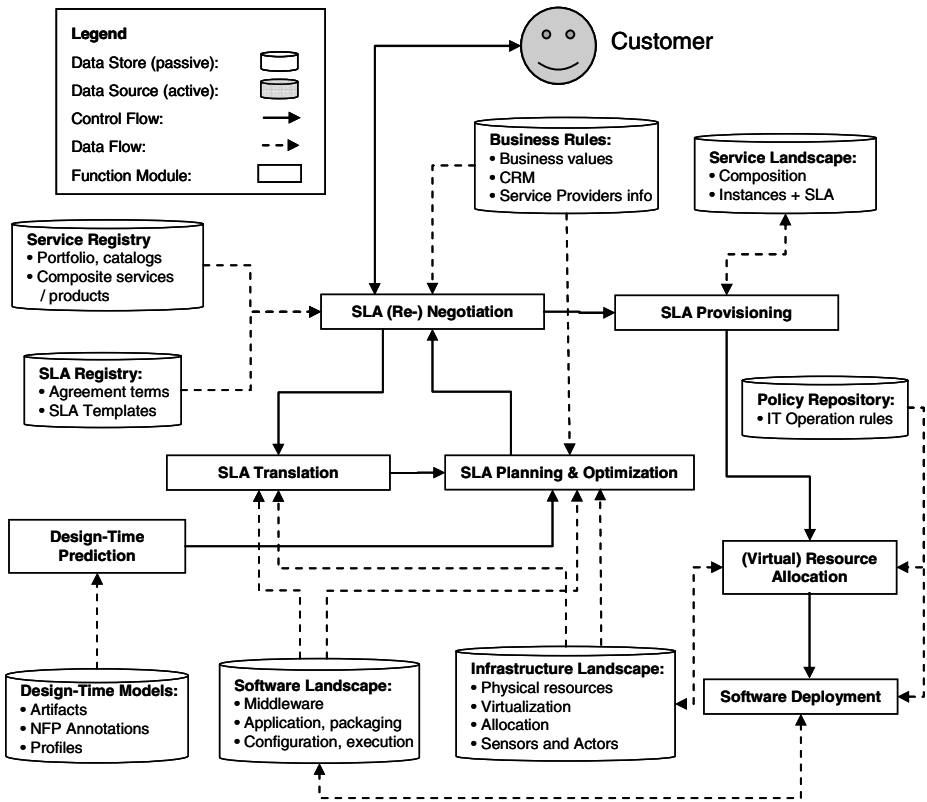 Customer
Legend
Data Store (passive):
Data Source (active):
Control Flow:
Data Flow:
Function Module:
Business Rules:
• Business values
• CRM
• Service Providers info
Service Landscape:
• Composition
• Instances + SLA
Service Registry
• Portfolio, catalogs
• Composite services
/ products
SLA (Re-) Negotiation
SLA Provisioning
SLA Registry:
• Agreement terms
• SLA Templates
Policy Repository:
• IT Operation rules
SLA Translation
SLA Planning & Optimization
Design-Time
Prediction
(Virtual) Resource
Allocation
Design-Time Models:
• Artifacts
• NFP Annotations
• Profiles
Software Landscape:
• Middleware
• Application, packaging
• Configuration, execution
Infrastructure Landscape:
• Physical resources
• Virtualization
• Allocation
• Sensors and Actors
Software Deployment